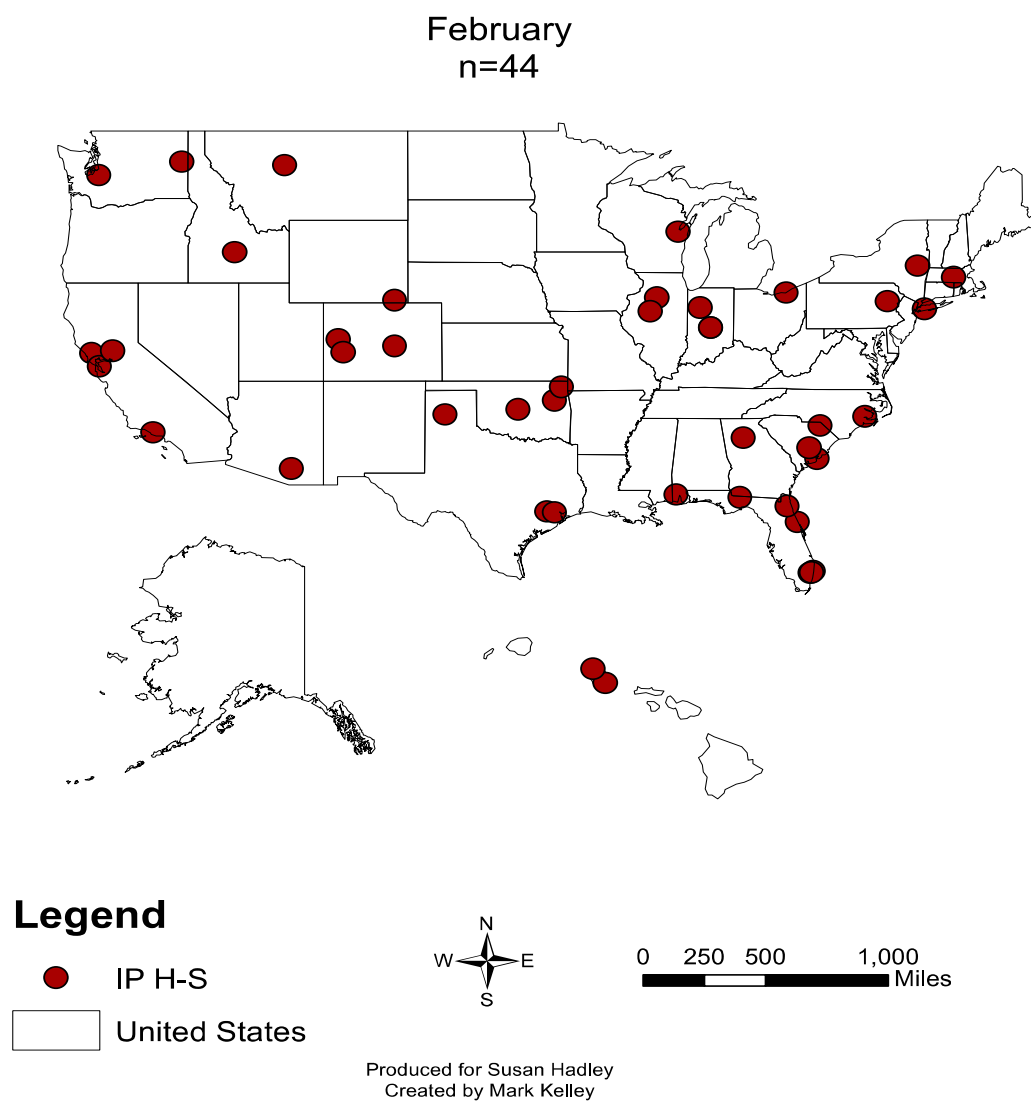 February
n=44
Legend
IP H-S
United States
N
W E
S
0 250 500 1,000
Miles
Produced for Susan Hadley
Created by Mark Kelley